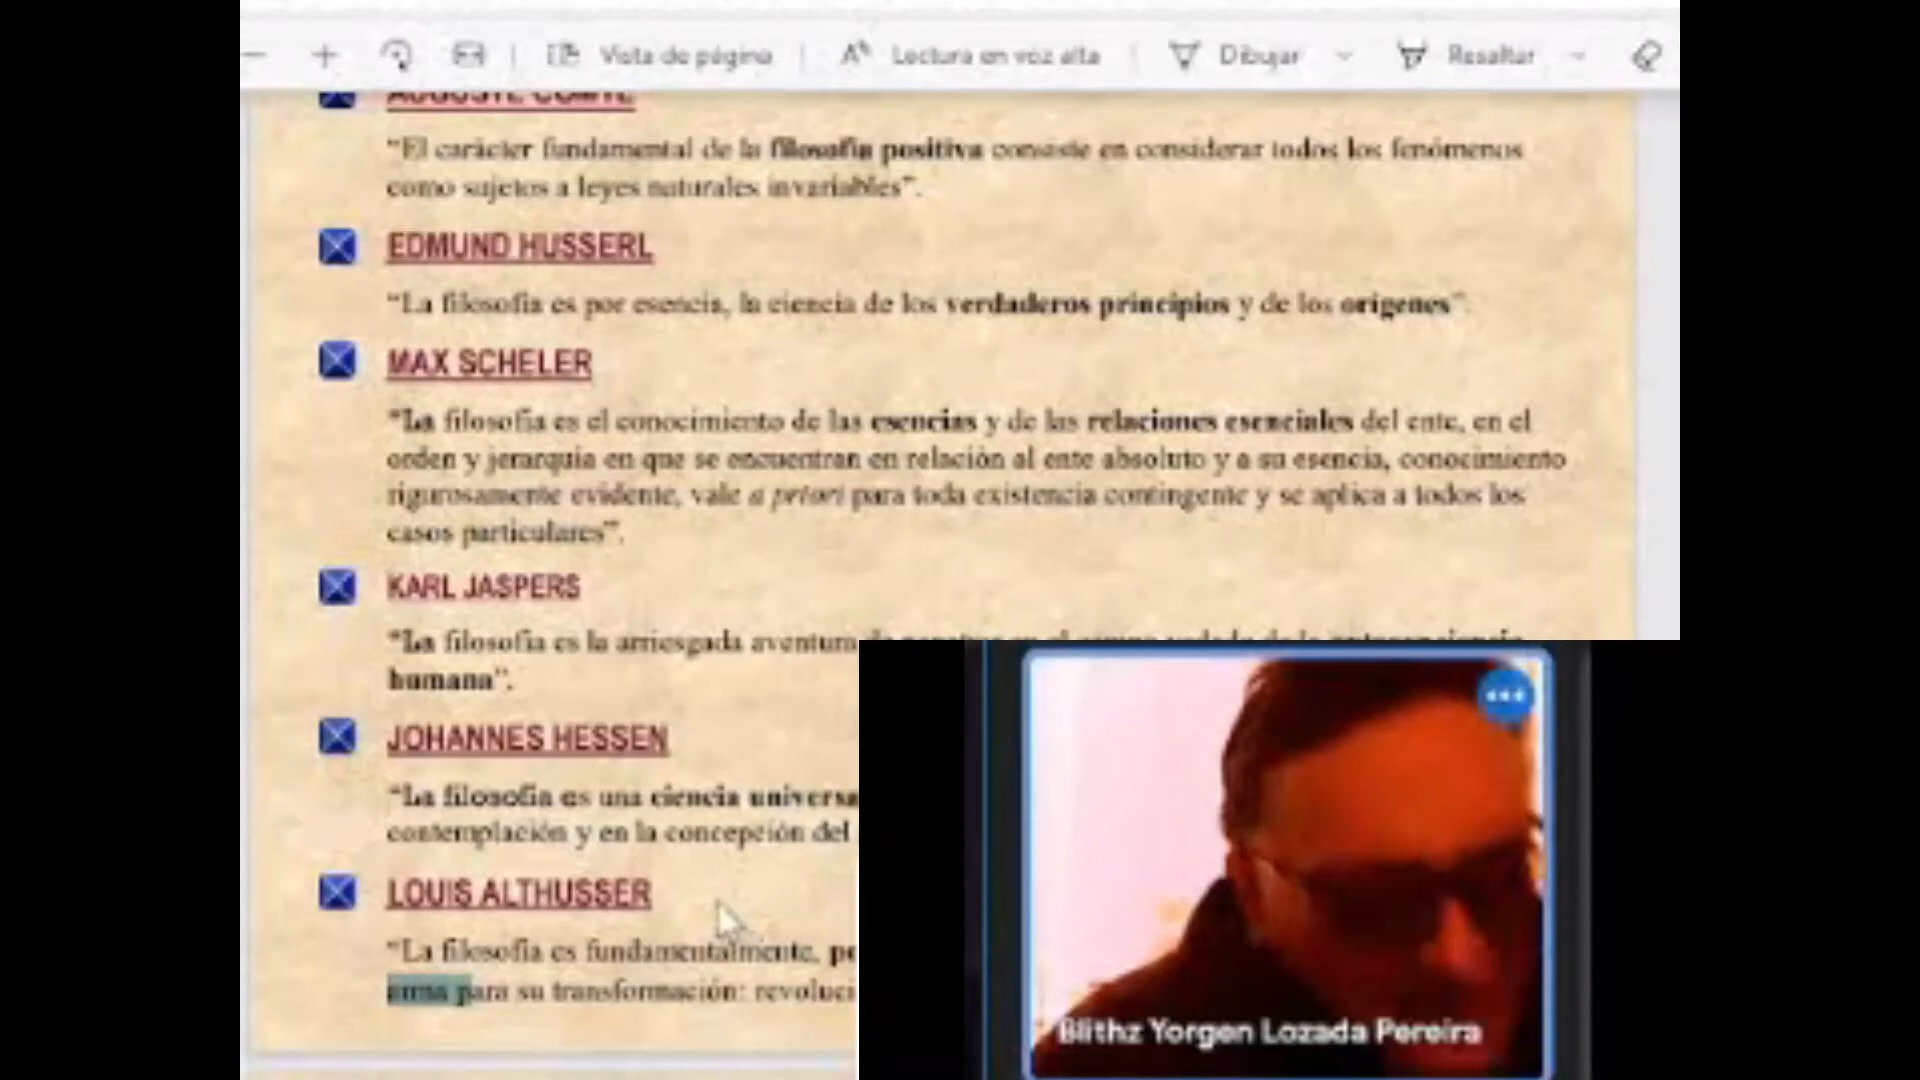 Vista de página
Lectura en voz alta
Dibujar
Resaltar
AUGUSTE COMTE
“El carácter fundamental de la filosofía positiva consiste en considerar todos los fenómenos
como sujetos a leyes naturales invariables”.
EDMUND HUSSERL
“La filosofía es por esencia, la ciencia de los verdaderos principios y de los orígenes”.
MAX SCHELER
“La filosofía es el conocimiento de las esencias y de las relaciones esenciales del ente, en el
orden y jerarquía en que se encuentran en relación al ente absoluto y a su esencia, conocimiento
rigurosamente evidente, vale a priori para toda existencia contingente y se aplica a todos los
casos particulares”.
KARL JASPERS
“La filosofía es la arriesgada aventura
humana”.
JOHANNES HESSEN
“La filosofía es una ciencia universa
contemplación y en la concepción del
LOUIS ALTHUSSER
“La filosofía es fundamentalmente,
arma para su transformación: revoluci
Blithz Yorgen Lozada Pereira